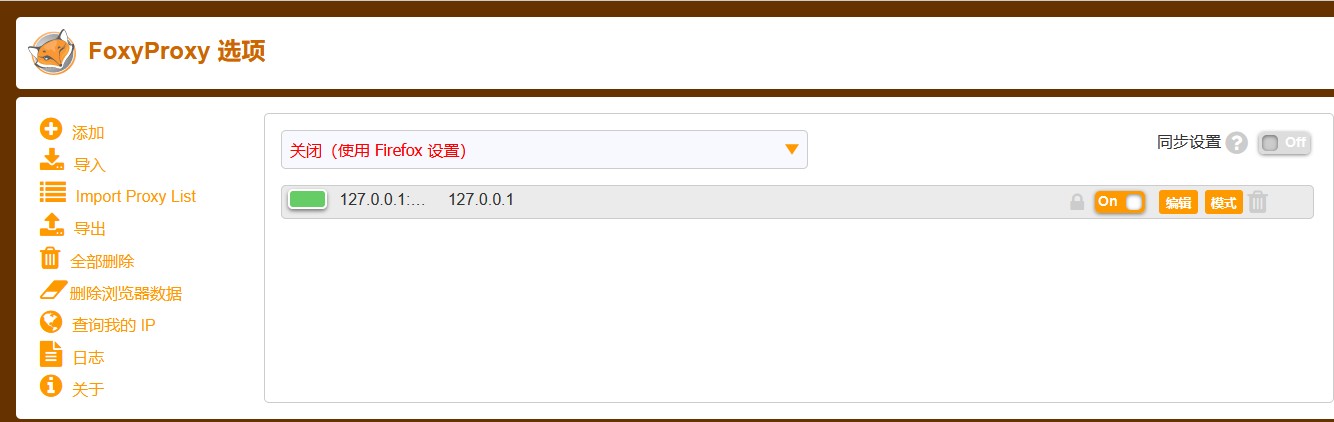 FoxyProxy 选项
添加
导入
Import Proxy List
导出
全部删除
删除浏览器数据
查询我的 IP
日志
关于
关闭（使用 Firefox 设置）
同步设置 ? Off
127.0.0.1:... 127.0.0.1 On 编辑 模式